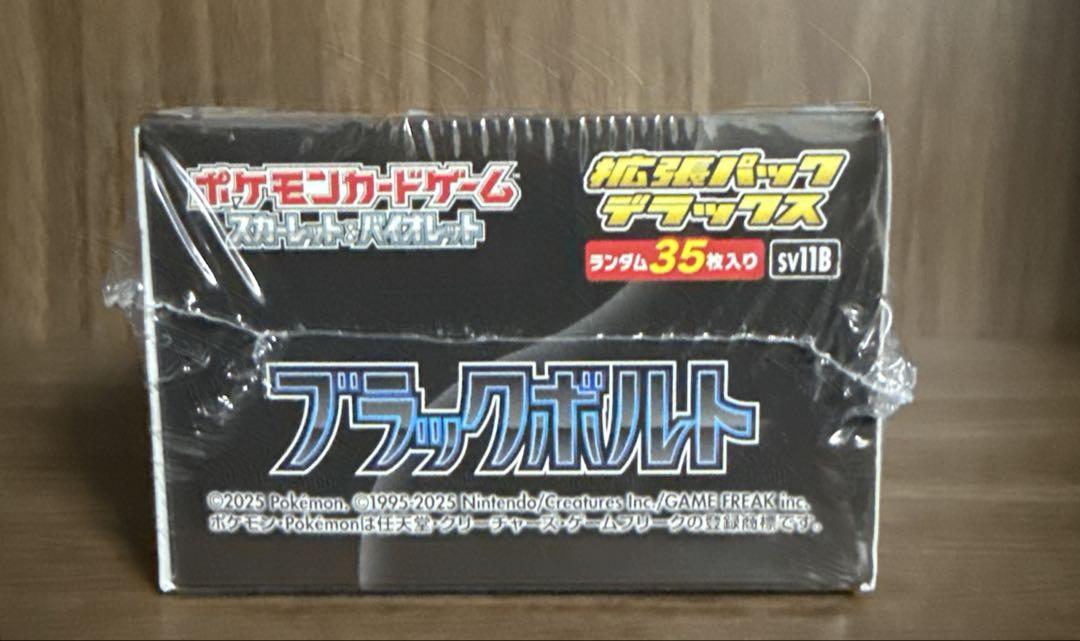 ポケモンカードゲーム
スカーレット&バイオレット
拡張パック
デラックス
ランダム35枚入り
sv11B
ブラックボルト
©2025 Pokémon. ©1995-2025 Nintendo/Creatures Inc./GAME FREAK inc.
ポケモン・Pokémonは任天堂・クリーチャーズ・ゲームフリークの登録商標です。